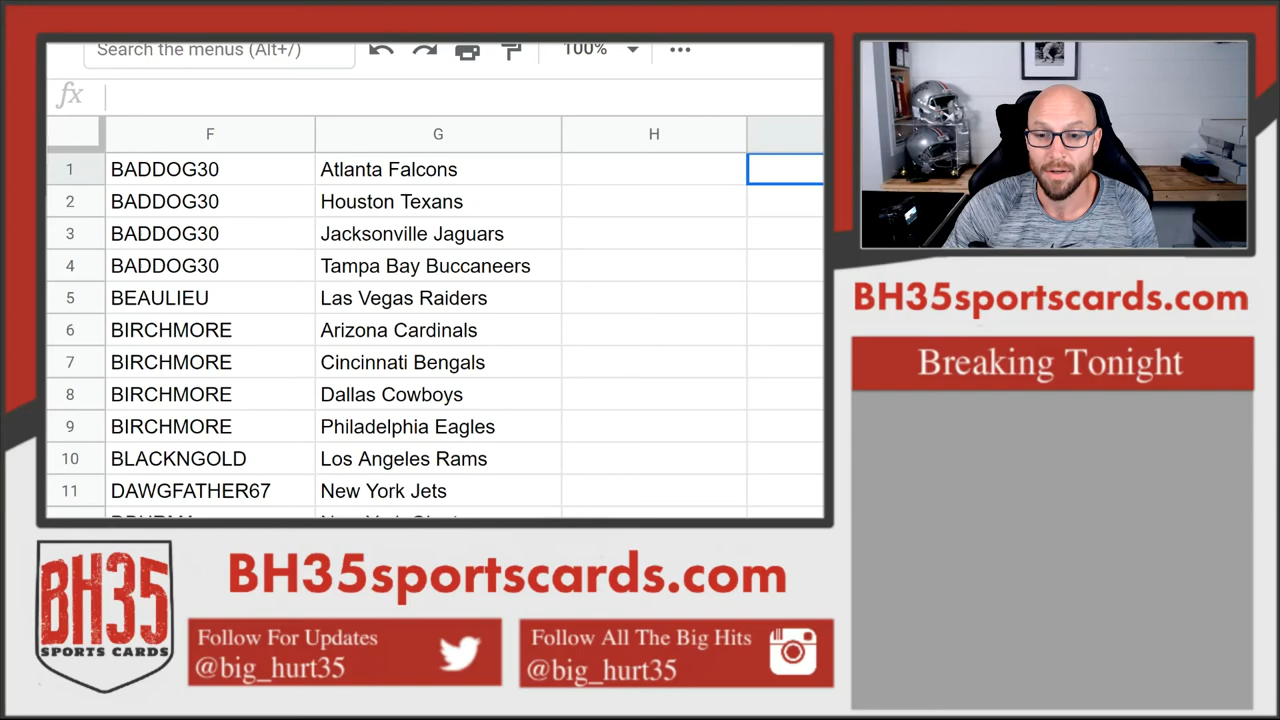 Search the menus (Alt+/)
100%
fx
F G H
1 BADDOG30 Atlanta Falcons
2 BADDOG30 Houston Texans
3 BADDOG30 Jacksonville Jaguars
4 BADDOG30 Tampa Bay Buccaneers
5 BEAULIEU Las Vegas Raiders
6 BIRCHMORE Arizona Cardinals
7 BIRCHMORE Cincinnati Bengals
8 BIRCHMORE Dallas Cowboys
9 BIRCHMORE Philadelphia Eagles
10 BLACKNGOLD Los Angeles Rams
11 DAWGFATHER67 New York Jets
BH35sportscards.com
Breaking Tonight
BH35
SPORTS CARDS
BH35sportscards.com
Follow For Updates
@big_hurt35
Follow All The Big Hits
@big_hurt35